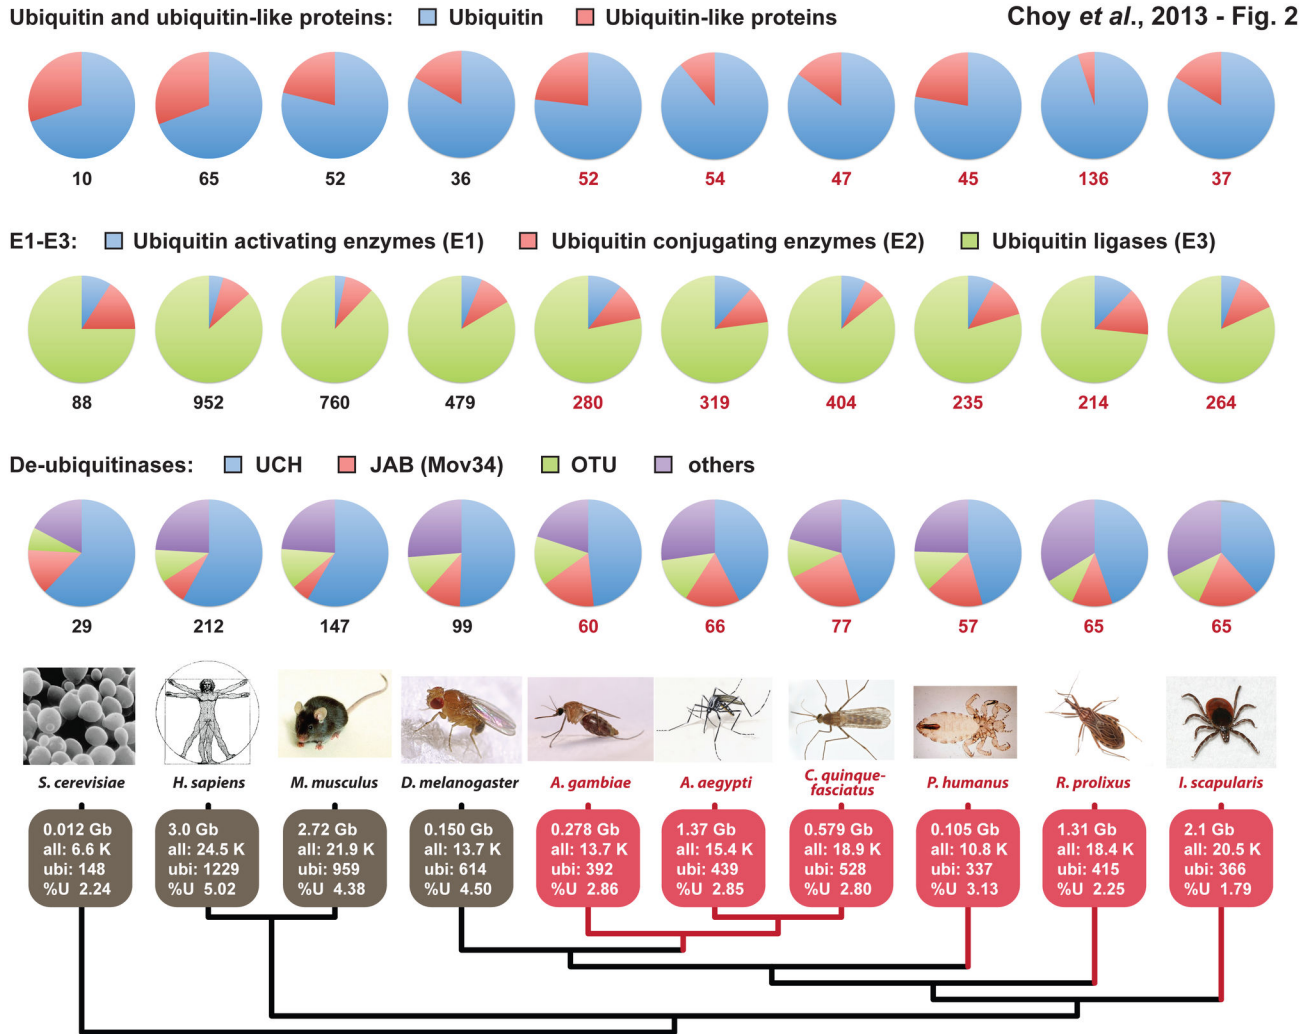 Ubiquitin and ubiquitin-like proteins: Ubiquitin Ubiquitin-like proteins Choy et al., 2013 - Fig. 2
10 65 52 36 52 54 47 45 136 37
E1-E3: Ubiquitin activating enzymes (E1) Ubiquitin conjugating enzymes (E2) Ubiquitin ligases (E3)
88 952 760 479 280 319 404 235 214 264
De-ubiquitinases: UCH JAB (Mov34) OTU others
29 212 147 99 60 66 77 57 65 65
S. cerevisiae H. sapiens M. musculus D. melanogaster A. gambiae A. aegypti C. quinque- P. humanus R. prolixus I. scapularis
fasciatus
0.012 Gb 3.0 Gb 2.72 Gb 0.150 Gb 0.278 Gb 1.37 Gb 0.579 Gb 0.105 Gb 1.31 Gb 2.1 Gb
all: 6.6 K all: 24.5 K all: 21.9 K all: 13.7 K all: 13.7 K all: 15.4 K all: 18.9 K all: 10.8 K all: 18.4 K all: 20.5 K
ubi: 148 ubi: 1229 ubi: 959 ubi: 614 ubi: 392 ubi: 439 ubi: 528 ubi: 337 ubi: 415 ubi: 366
%U 2.24 %U 5.02 %U 4.38 %U 4.50 %U 2.86 %U 2.85 %U 2.80 %U 3.13 %U 2.25 %U 1.79